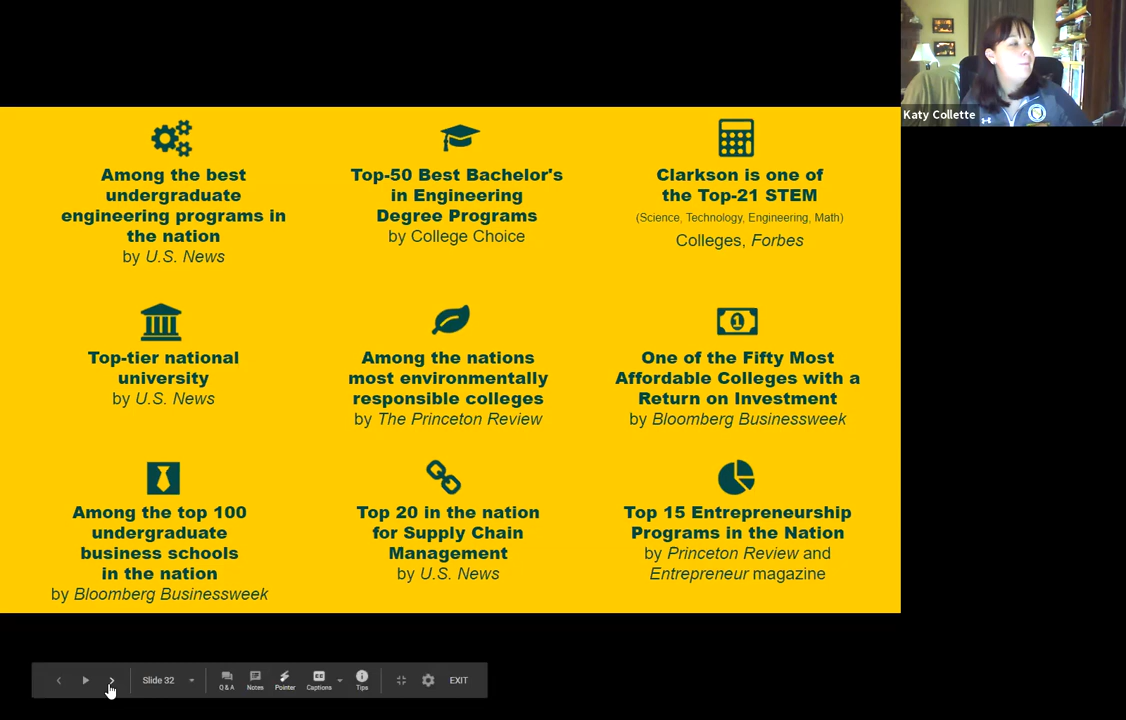 Katy Collette
Among the best
undergraduate
engineering programs in
the nation
by U.S. News
Top-50 Best Bachelor's
in Engineering
Degree Programs
by College Choice
Clarkson is one of
the Top-21 STEM
(Science, Technology, Engineering, Math)
Colleges, Forbes
Top-tier national
university
by U.S. News
Among the nations
most environmentally
responsible colleges
by The Princeton Review
1
One of the Fifty Most
Affordable Colleges with a
Return on Investment
by Bloomberg Businessweek
Among the top 100
undergraduate
business schools
in the nation
by Bloomberg Businessweek
Top 20 in the nation
for Supply Chain
Management
by U.S. News
Top 15 Entrepreneurship
Programs in the Nation
by Princeton Review and
Entrepreneur magazine
Slide 32
Q & A
Notes
Pointer
CC
Captions
Tips
EXIT